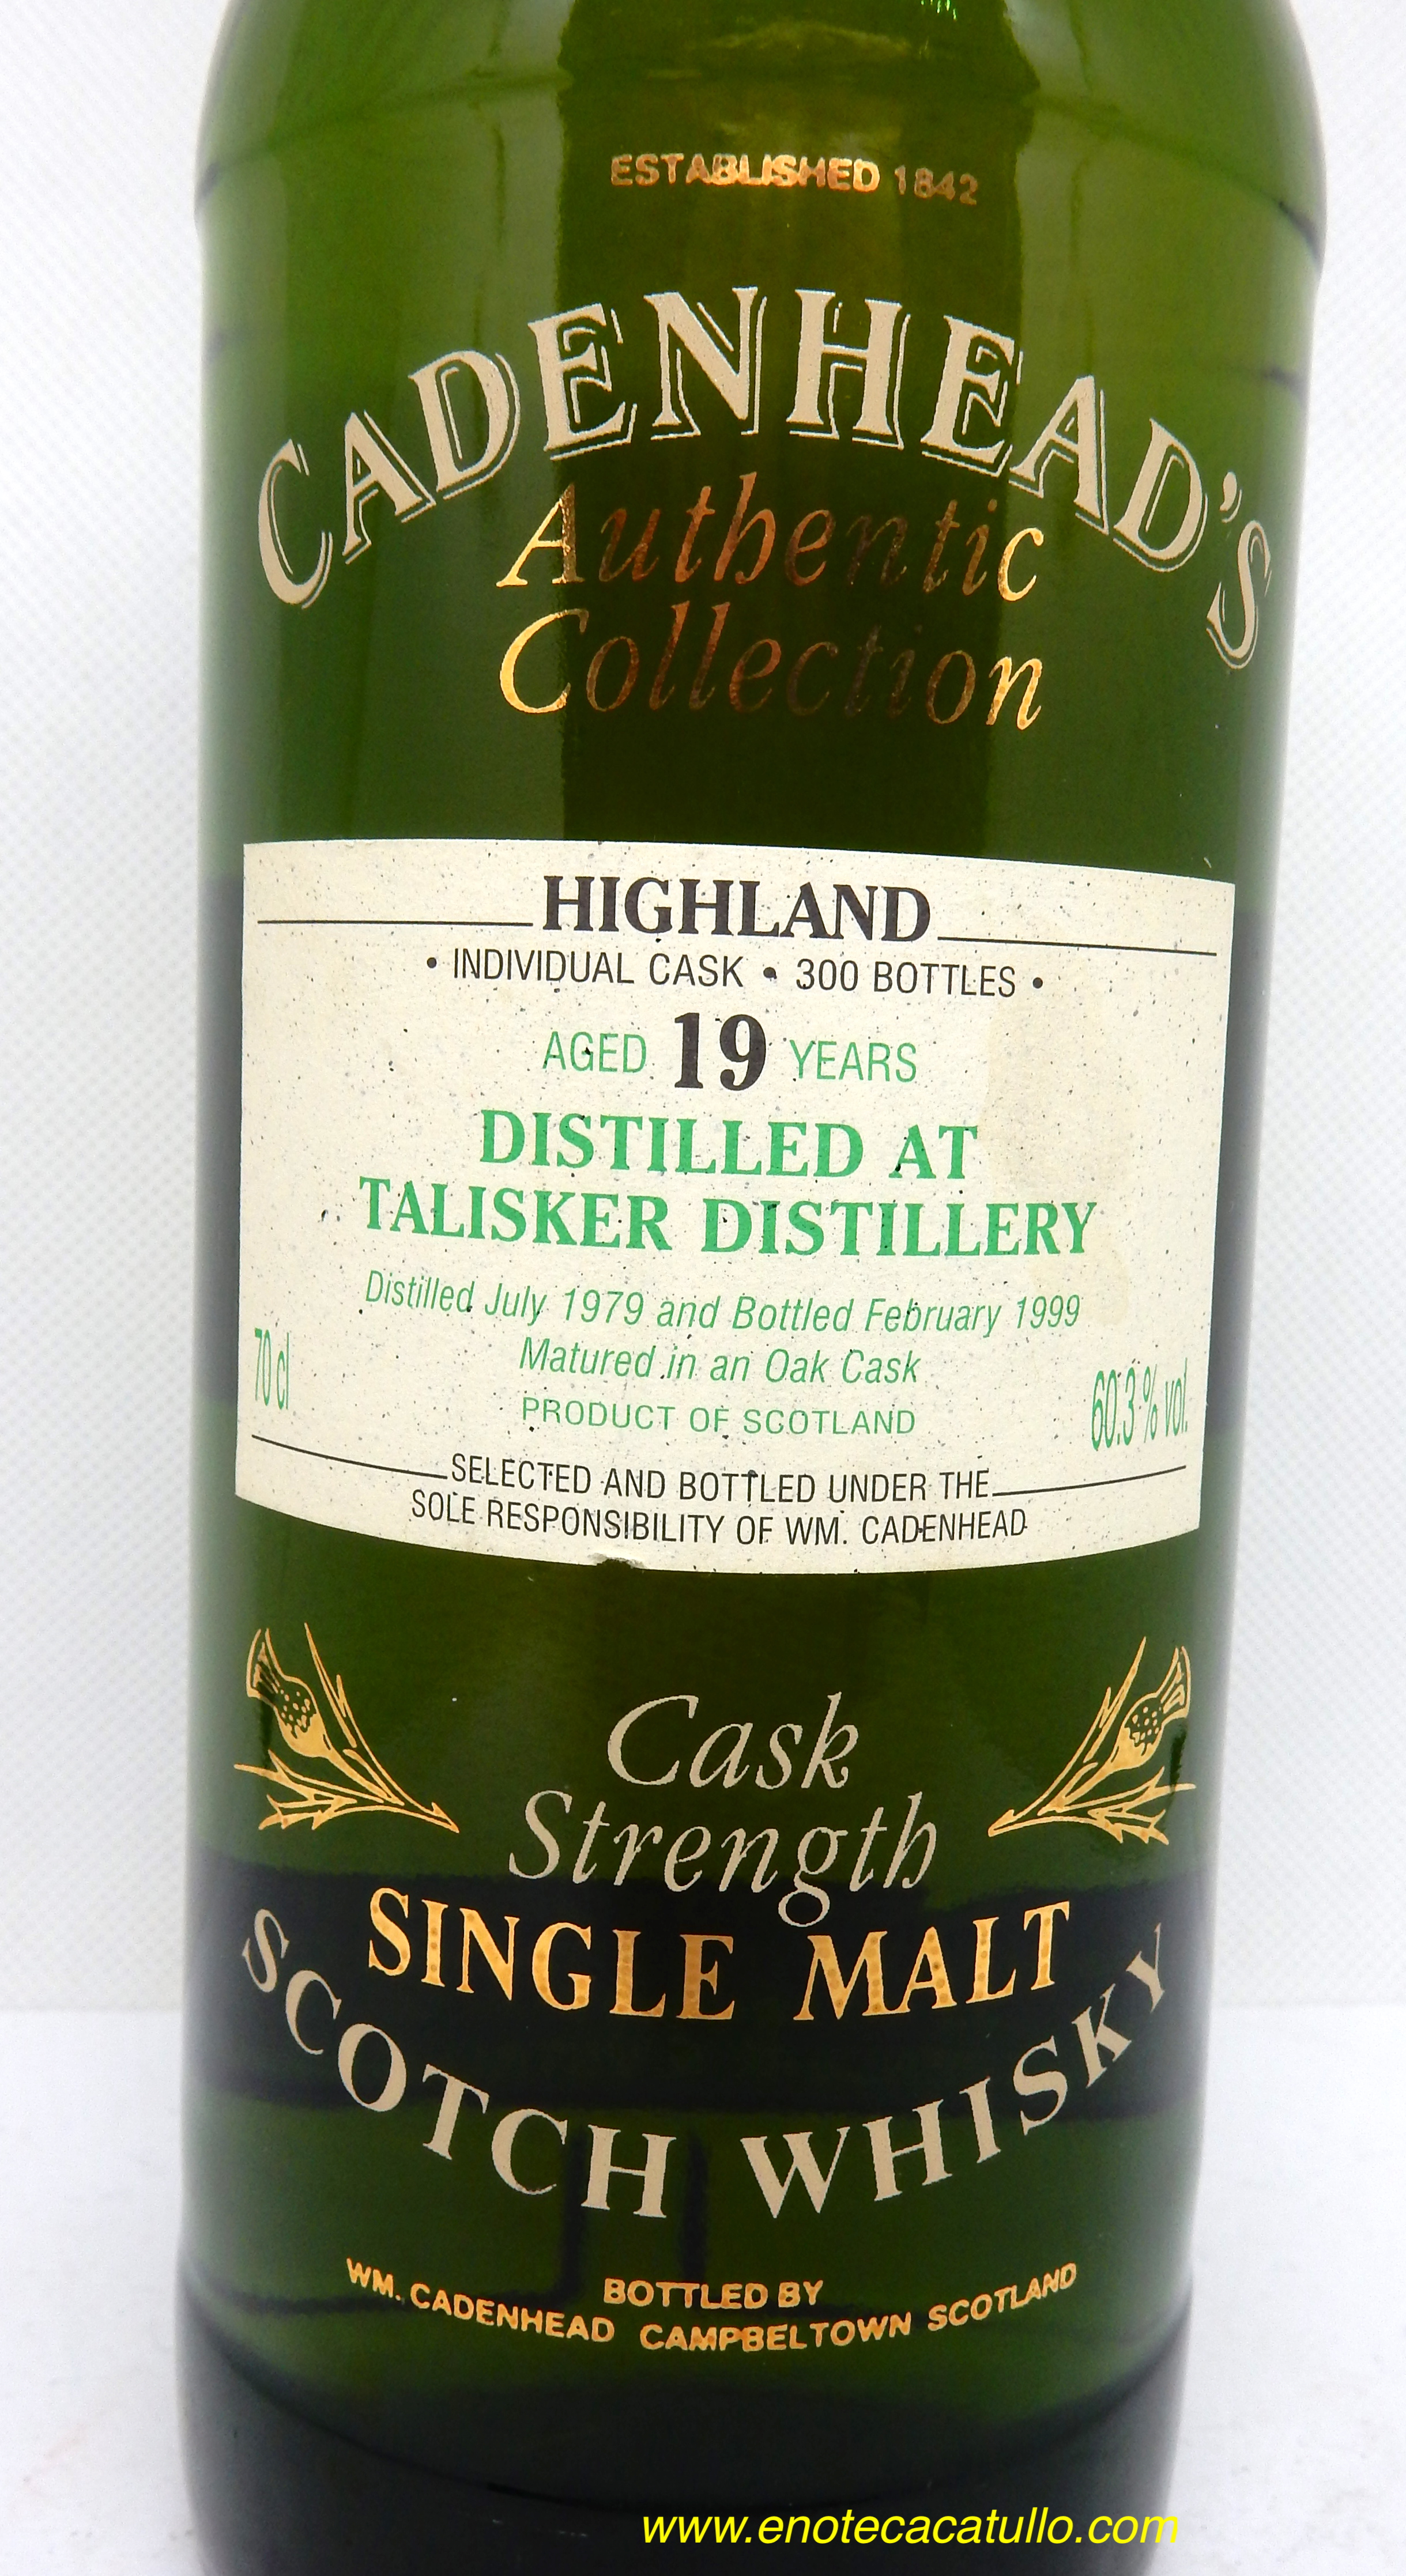 ESTABLISHED 1842
CADENHEAD'S
Authentic
Collection
HIGHLAND
• INDIVIDUAL CASK • 300 BOTTLES •
AGED 19 YEARS
DISTILLED AT
TALISKER DISTILLERY
Distilled July 1979 and Bottled February 1999
Matured in an Oak Cask
70 cl
60.3 % vol.
PRODUCT OF SCOTLAND
SELECTED AND BOTTLED UNDER THE
SOLE RESPONSIBILITY OF WM. CADENHEAD
Cask
Strength
SINGLE MALT
SCOTCH WHISKY
BOTTLED BY
WM. CADENHEAD CAMPBELTOWN SCOTLAND
www.enotecacatullo.com